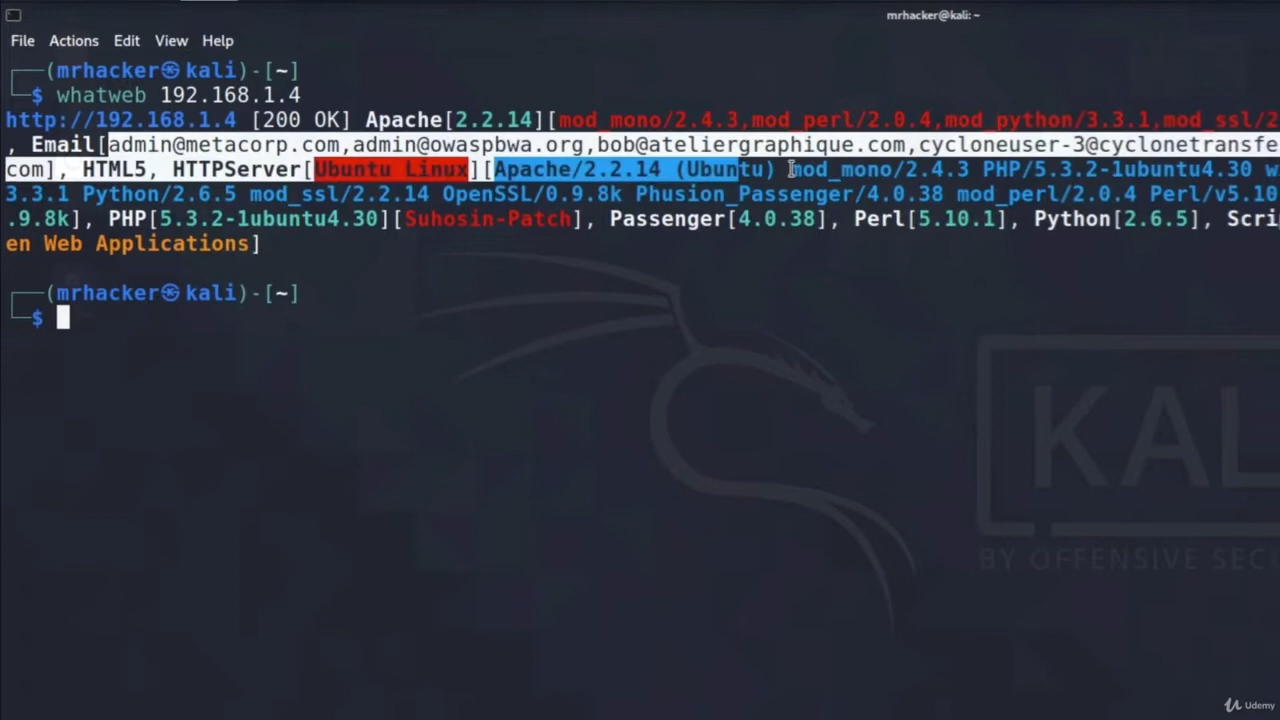 mrhacker@kali: ~
File Actions Edit View Help
(mrhacker㉿kali)-[~]
$ whatweb 192.168.1.4
http://192.168.1.4 [200 OK] Apache[2.2.14][mod_mono/2.4.3,mod_perl/2.0.4,mod_python/3.3.1,mod_ssl/2
, Email[admin@metacorp.com,admin@owaspbwa.org,bob@ateliergraphique.com,cycloneuser-3@cyclonetransfe
com], HTML5, HTTPServer[Ubuntu Linux][Apache/2.2.14 (Ubuntu) mod_mono/2.4.3 PHP/5.3.2-1ubuntu4.30 w
3.3.1 Python/2.6.5 mod_ssl/2.2.14 OpenSSL/0.9.8k Phusion_Passenger/4.0.38 mod_perl/2.0.4 Perl/v5.10
.9.8k], PHP[5.3.2-1ubuntu4.30][Suhosin-Patch], Passenger[4.0.38], Perl[5.10.1], Python[2.6.5], Scri
en Web Applications]
(mrhacker㉿kali)-[~]
$
KAL
BY OFFENSIVE SEC
Udemy